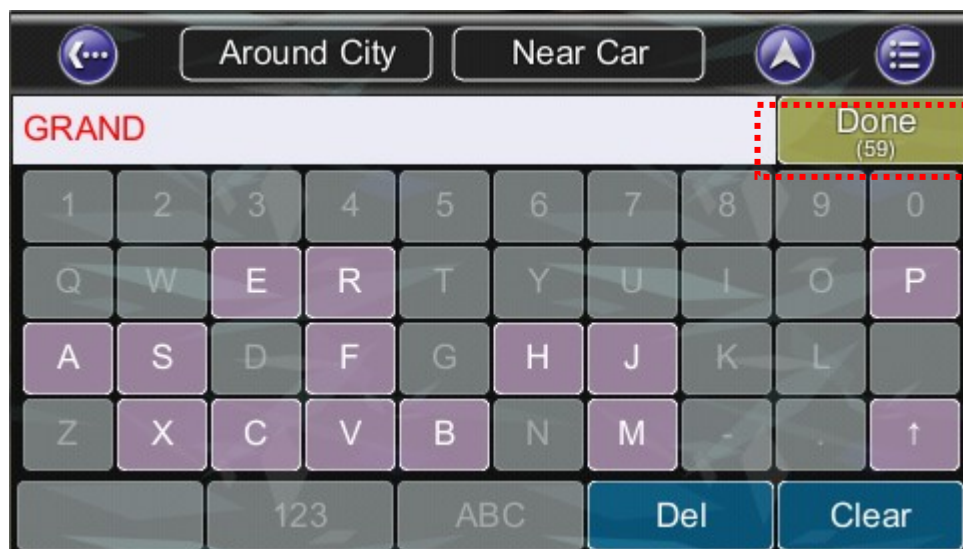 Around City Near Car
GRAND Done
(59)
1 2 3 4 5 6 7 8 9 0
Q W E R T Y U I O P
A S D F G H J K L
Z X C V B N M - . ↑
123 ABC Del Clear